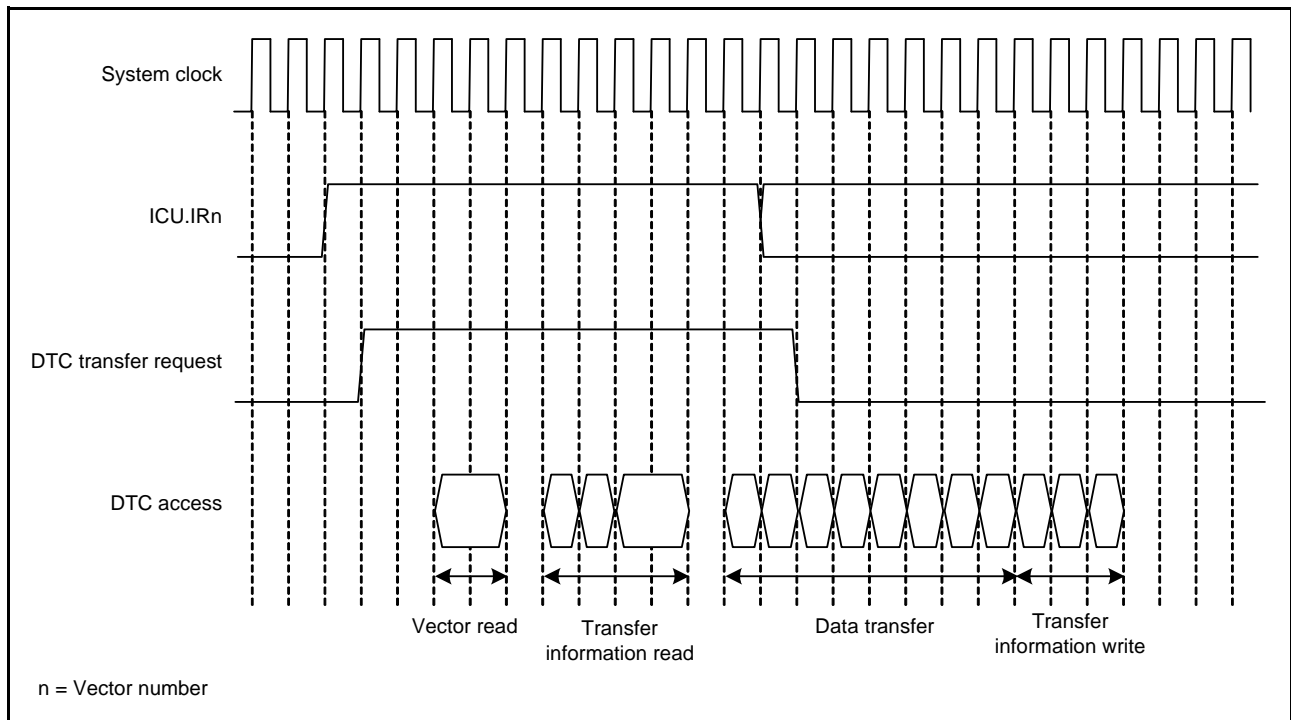 System clock
ICU.IRn
DTC transfer request
DTC access
Vector read
Transfer
information read
Data transfer
Transfer
information write
n = Vector number